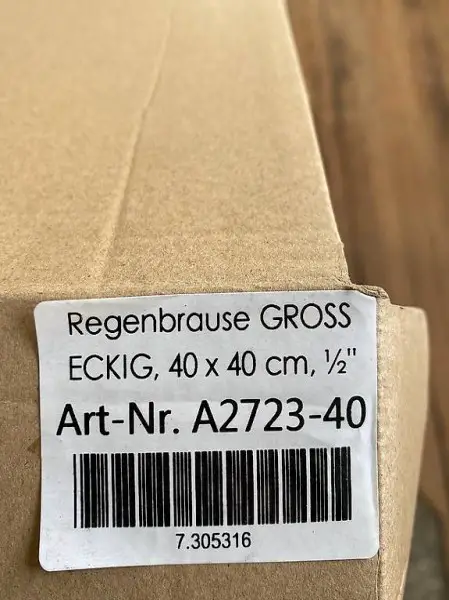 Regenbrause GROSS
ECKIG, 40 x 40 cm, ½"
Art-Nr. A2723-40
7.305316